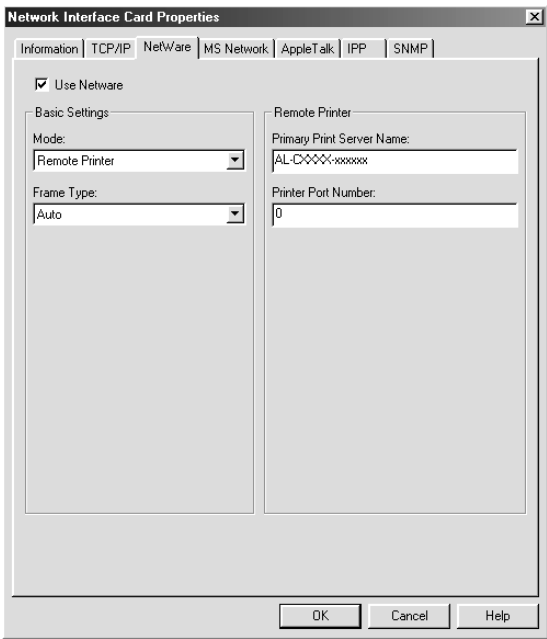 Network Interface Card Properties
Information TCP/IP NetWare MS Network AppleTalk IPP SNMP
Use Netware
Basic Settings
Mode:
Remote Printer
Frame Type:
Auto
Remote Printer
Primary Print Server Name:
AL-CXXXX-xxxxxx
Printer Port Number:
0
OK Cancel Help